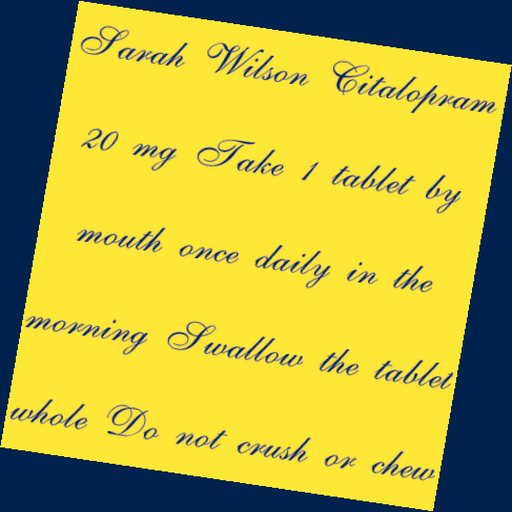 Sarah Wilson Citalopram
20 mg Take 1 tablet by
mouth once daily in the
morning Swallow the tablet
whole Do not crush or chew